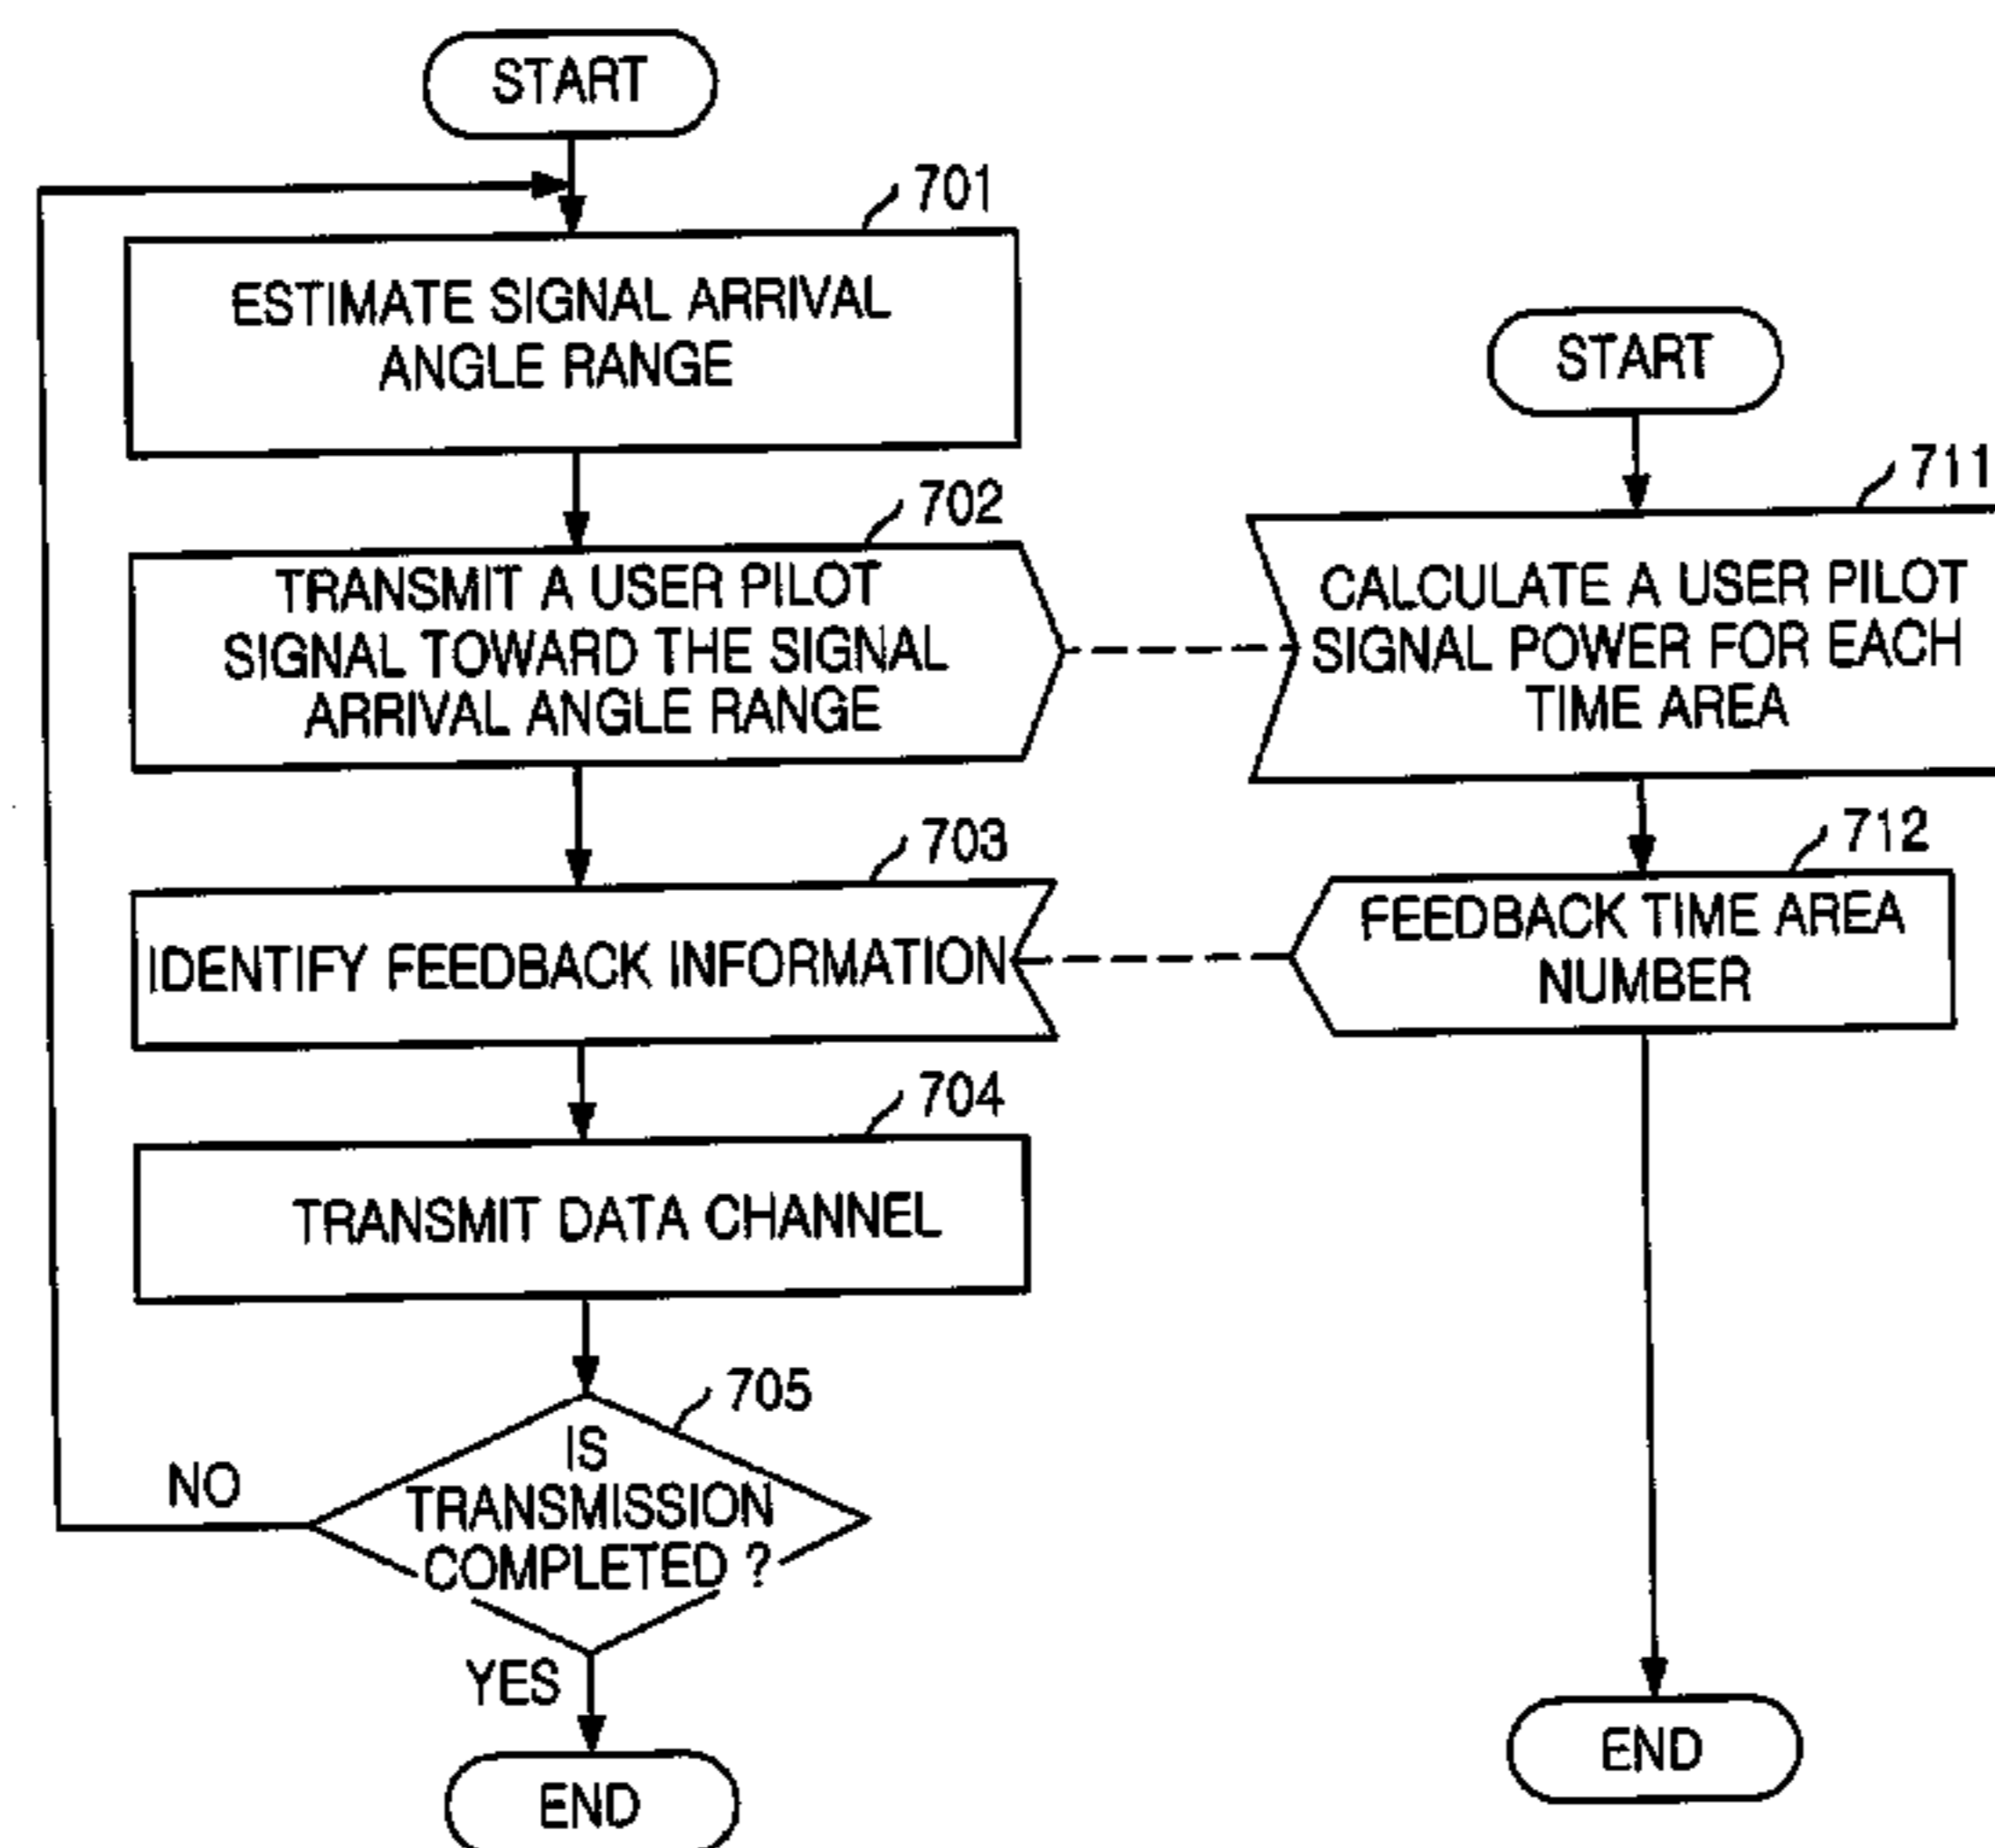 START
701
ESTIMATE SIGNAL ARRIVAL
ANGLE RANGE
702
TRANSMIT A USER PILOT
SIGNAL TOWARD THE SIGNAL
ARRIVAL ANGLE RANGE
703
IDENTIFY FEEDBACK INFORMATION
704
TRANSMIT DATA CHANNEL
705
IS
TRANSMISSION
COMPLETED ?
NO
YES
END
START
711
CALCULATE A USER PILOT
SIGNAL POWER FOR EACH
TIME AREA
712
FEEDBACK TIME AREA
NUMBER
END